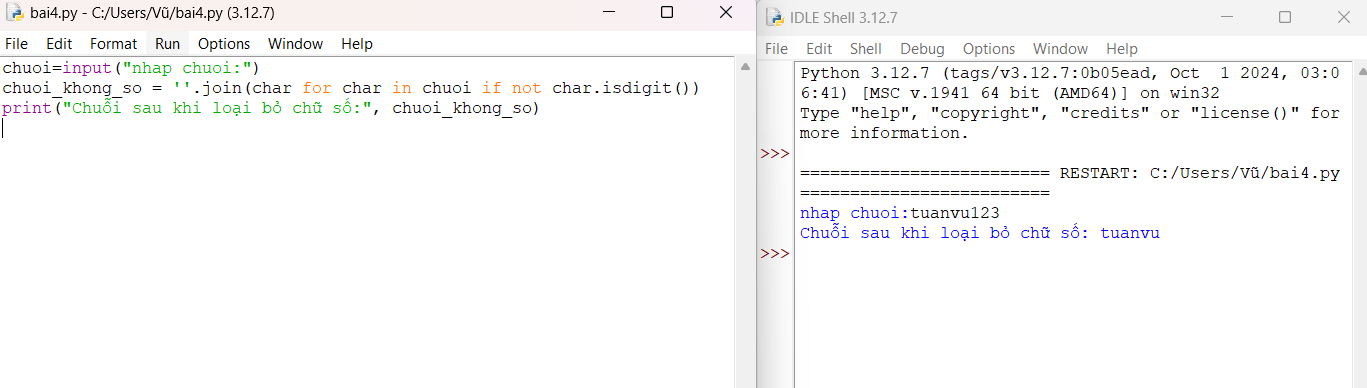 bai4.py - C:/Users/Vũ/bai4.py (3.12.7)
File Edit Format Run Options Window Help
chuoi=input("nhap chuoi:")
chuoi_khong_so = ''.join(char for char in chuoi if not char.isdigit())
print("Chuỗi sau khi loại bỏ chữ số:", chuoi_khong_so)
IDLE Shell 3.12.7
File Edit Shell Debug Options Window Help
Python 3.12.7 (tags/v3.12.7:0b05ead, Oct  1 2024, 03:0
6:41) [MSC v.1941 64 bit (AMD64)] on win32
Type "help", "copyright", "credits" or "license()" for
more information.
>>>
========================= RESTART: C:/Users/Vũ/bai4.py
=========================
nhap chuoi:tuanvu123
Chuỗi sau khi loại bỏ chữ số: tuanvu
>>>